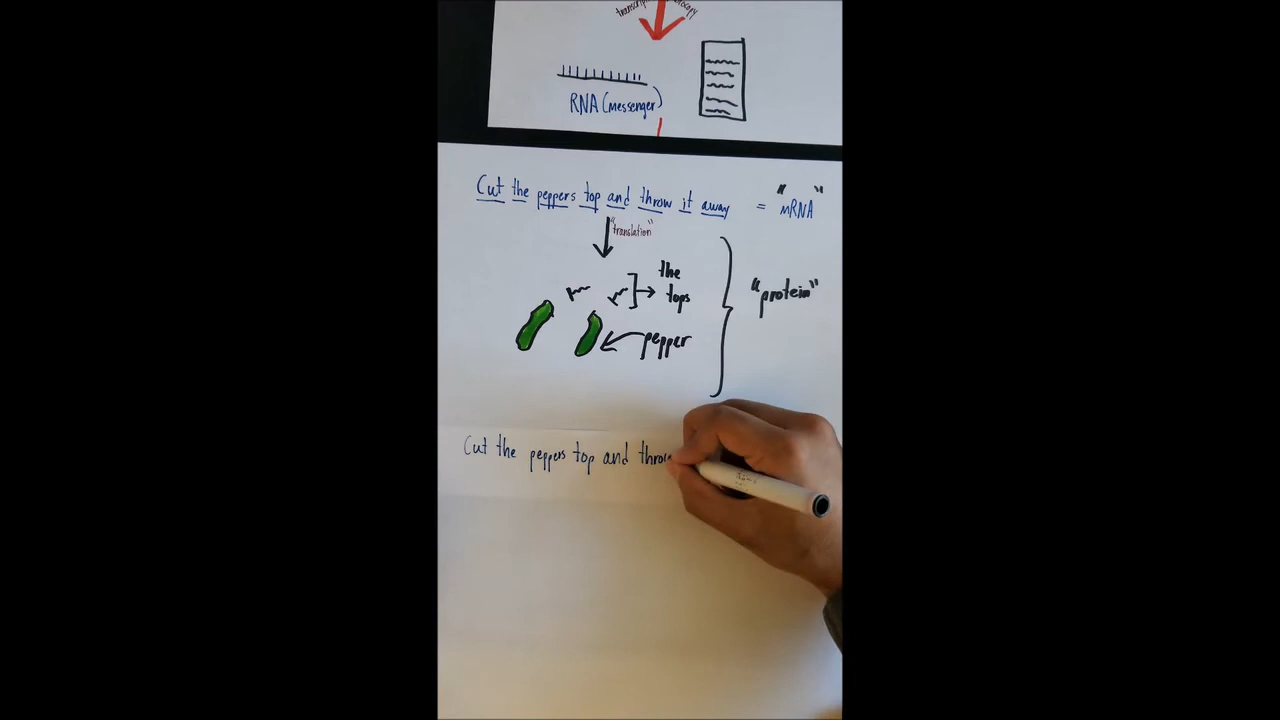 RNA (messenger)
Cut the peppers top and throw it away = "mRNA"
"translation"
the
tops
"protein"
pepper
Cut the peppers top and